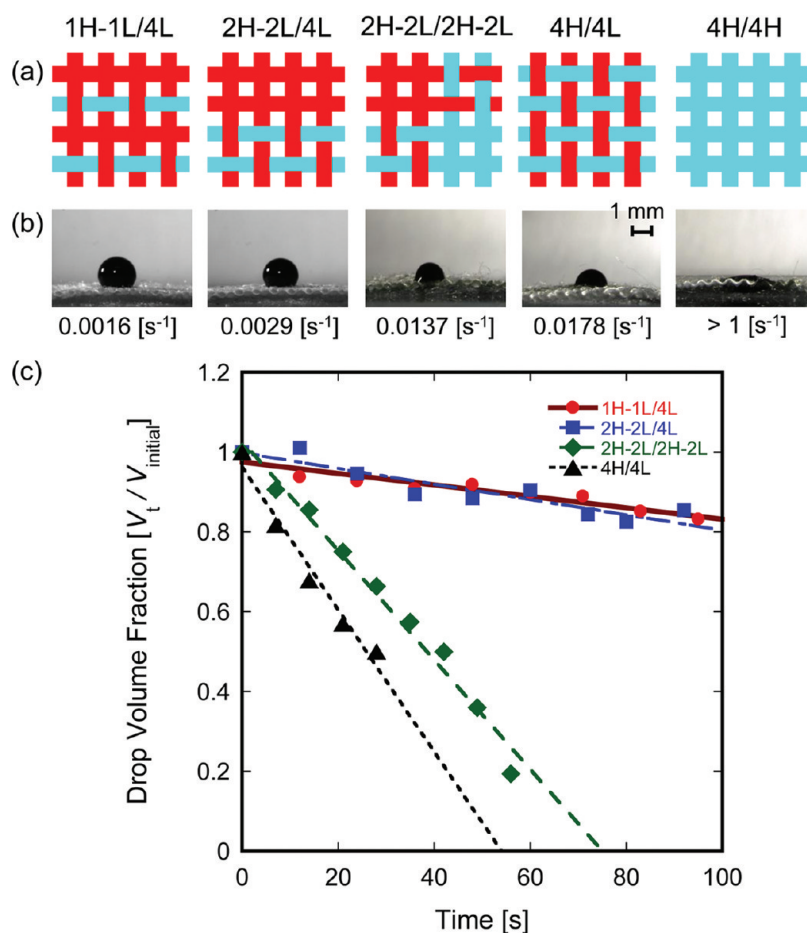 1H-1L/4L 2H-2L/4L 2H-2L/2H-2L 4H/4L 4H/4H
(a)
(b)
1 mm
0.0016 [s⁻¹] 0.0029 [s⁻¹] 0.0137 [s⁻¹] 0.0178 [s⁻¹] > 1 [s⁻¹]
(c)
Drop Volume Fraction [Vt / Vinitial]
1.2
1
0.8
0.6
0.4
0.2
0
1H-1L/4L
2H-2L/4L
2H-2L/2H-2L
4H/4L
0 20 40 60 80 100
Time [s]